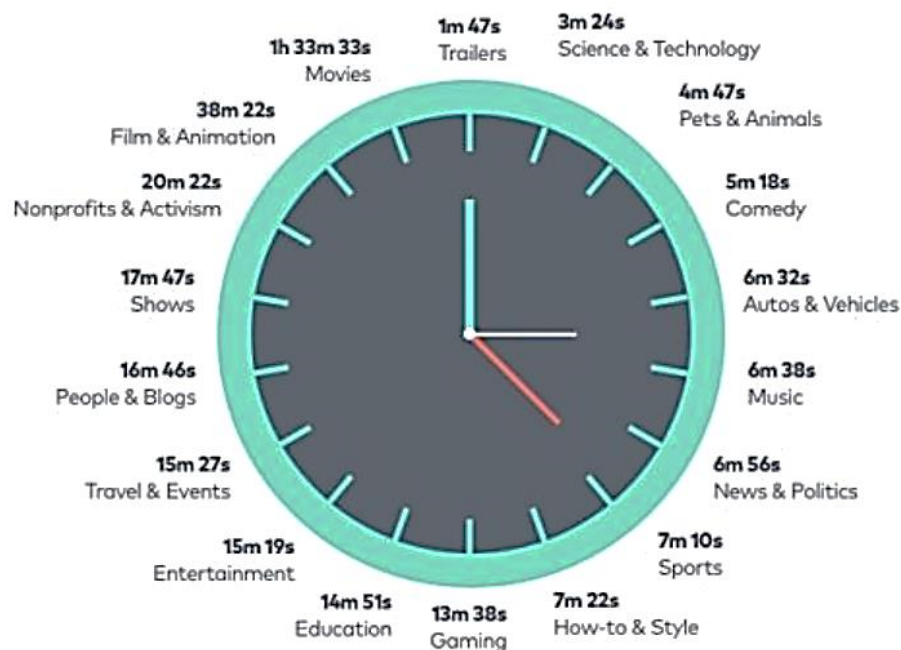 1m 47s
Trailers
3m 24s
Science & Technology
4m 47s
Pets & Animals
5m 18s
Comedy
6m 32s
Autos & Vehicles
6m 38s
Music
6m 56s
News & Politics
7m 10s
Sports
7m 22s
How-to & Style
13m 38s
Gaming
14m 51s
Education
15m 19s
Entertainment
15m 27s
Travel & Events
16m 46s
People & Blogs
17m 47s
Shows
20m 22s
Nonprofits & Activism
38m 22s
Film & Animation
1h 33m 33s
Movies